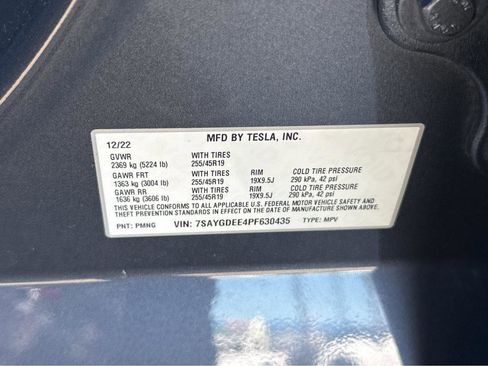 MFD BY TESLA, INC.
12/22
GVWR WITH TIRES
2369 kg (5224 lb) 255/45R19
GAWR FRT WITH TIRES RIM COLD TIRE PRESSURE
1363 kg (3004 lb) 255/45R19 19X9.5J 290 kPa, 42 psi
GAWR RR WITH TIRES RIM COLD TIRE PRESSURE
1636 kg (3606 lb) 255/45R19 19X9.5J 290 kPa, 42 psi
THIS VEHICLE CONFORMS TO ALL APPLICABLE U.S. FEDERAL MOTOR VEHICLE SAFETY AND
THEFT PREVENTION STANDARDS IN EFFECT ON THE DATE OF MANUFACTURE SHOWN ABOVE.
PNT: PMNG VIN: 7SAYGDEE4PF630435 TYPE: MPV